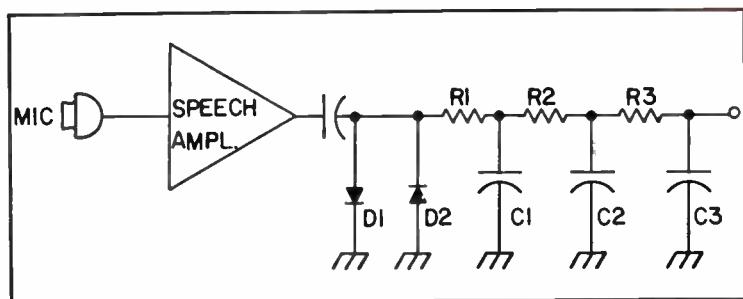 MIC
SPEECH
AMPL.
R1
R2
R3
D1
D2
C1
C2
C3